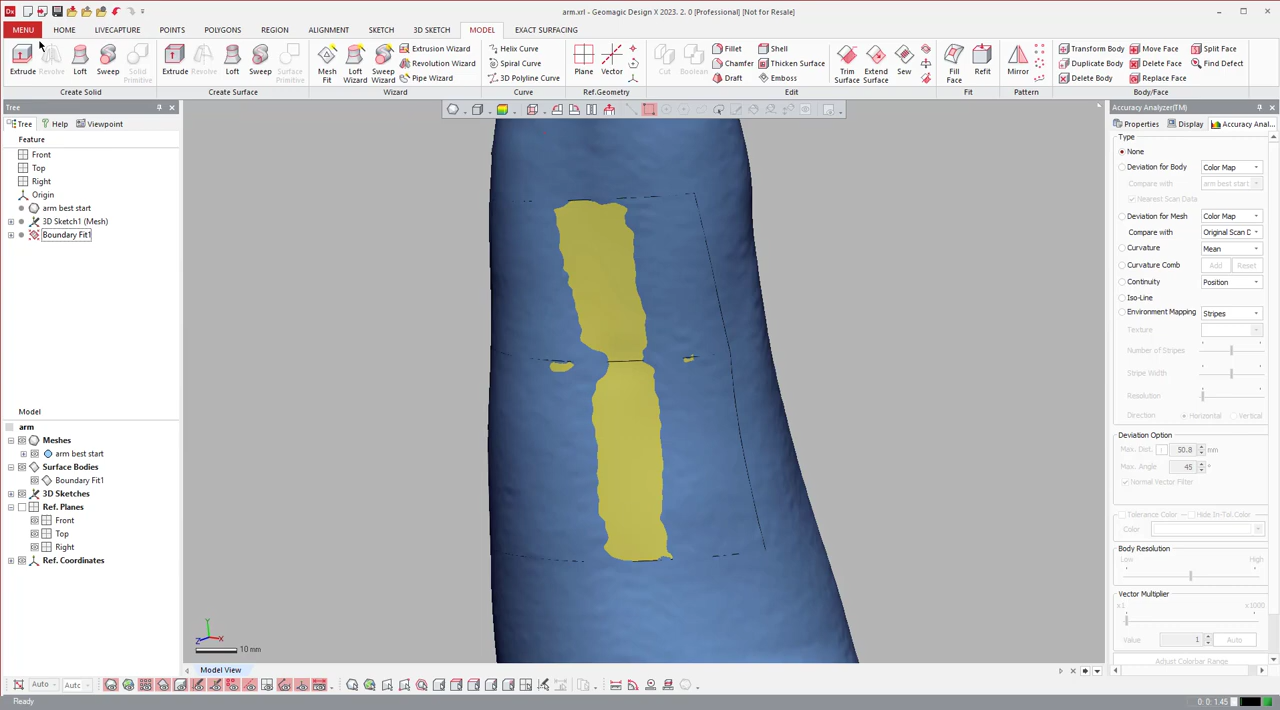 Dx arm.xrl - Geomagic Design X 2023. 2. 0 [Professional] [Not for Resale]
MENU HOME LIVECAPTURE POINTS POLYGONS REGION ALIGNMENT SKETCH 3D SKETCH MODEL EXACT SURFACING
Extrusion Wizard Helix Curve Fillet Shell Transform Body Move Face Split Face
Revolution Wizard Spiral Curve Chamfer Thicken Surface Duplicate Body Delete Face Find Defect
Pipe Wizard 3D Polyline Curve Draft Emboss Delete Body Replace Face
Extrude Revolve Loft Sweep Solid Primitive Extrude Revolve Loft Sweep Surface Primitive Mesh Fit Loft Wizard Sweep Wizard Plane Vector Cut Boolean Trim Surface Extend Surface Sew Fill Face Refit Mirror
Create Solid Create Surface Wizard Curve Ref.Geometry Edit Fit Pattern Body/Face
Tree
Tree Help Viewpoint
Feature
Front
Top
Right
Origin
arm best start
3D Sketch1 (Mesh)
Boundary Fit1
Model
arm
Meshes
arm best start
Surface Bodies
Boundary Fit1
3D Sketches
Ref. Planes
Front
Top
Right
Ref. Coordinates
Y
Z X
10 mm
Model View
Accuracy Analyzer(TM)
Properties Display Accuracy Anal...
Type
None
Deviation for Body Color Map
Compare with arm best start
Nearest Scan Data
Deviation for Mesh Color Map
Compare with Original Scan D
Curvature Mean
Curvature Comb Add Reset
Continuity Position
Iso-Line
Environment Mapping Stripes
Texture
Number of Stripes
Stripe Width
Resolution
Direction Horizontal Vertical
Deviation Option
Max. Dist. 50.8 mm
Max. Angle 45 °
Normal Vector Filter
Tolerance Color Hide In-Tol.Color
Color
Body Resolution
Low High
Vector Multiplier
x1 x1000
Value 1 Auto
Adjust Colorbar Range
Auto Autc
Ready 0: 0: 1.45